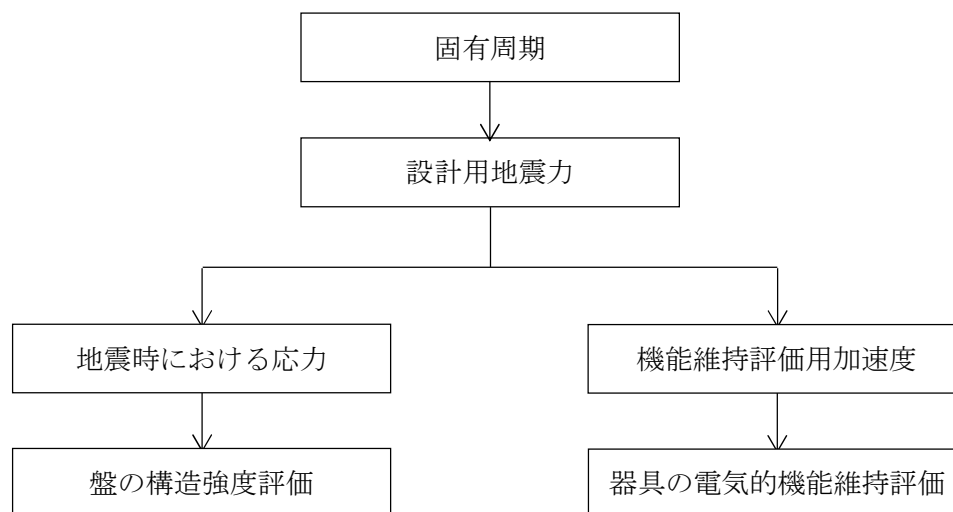 固有周期
設計用地震力
地震時における応力
機能維持評価用加速度
盤の構造強度評価
器具の電気的機能維持評価